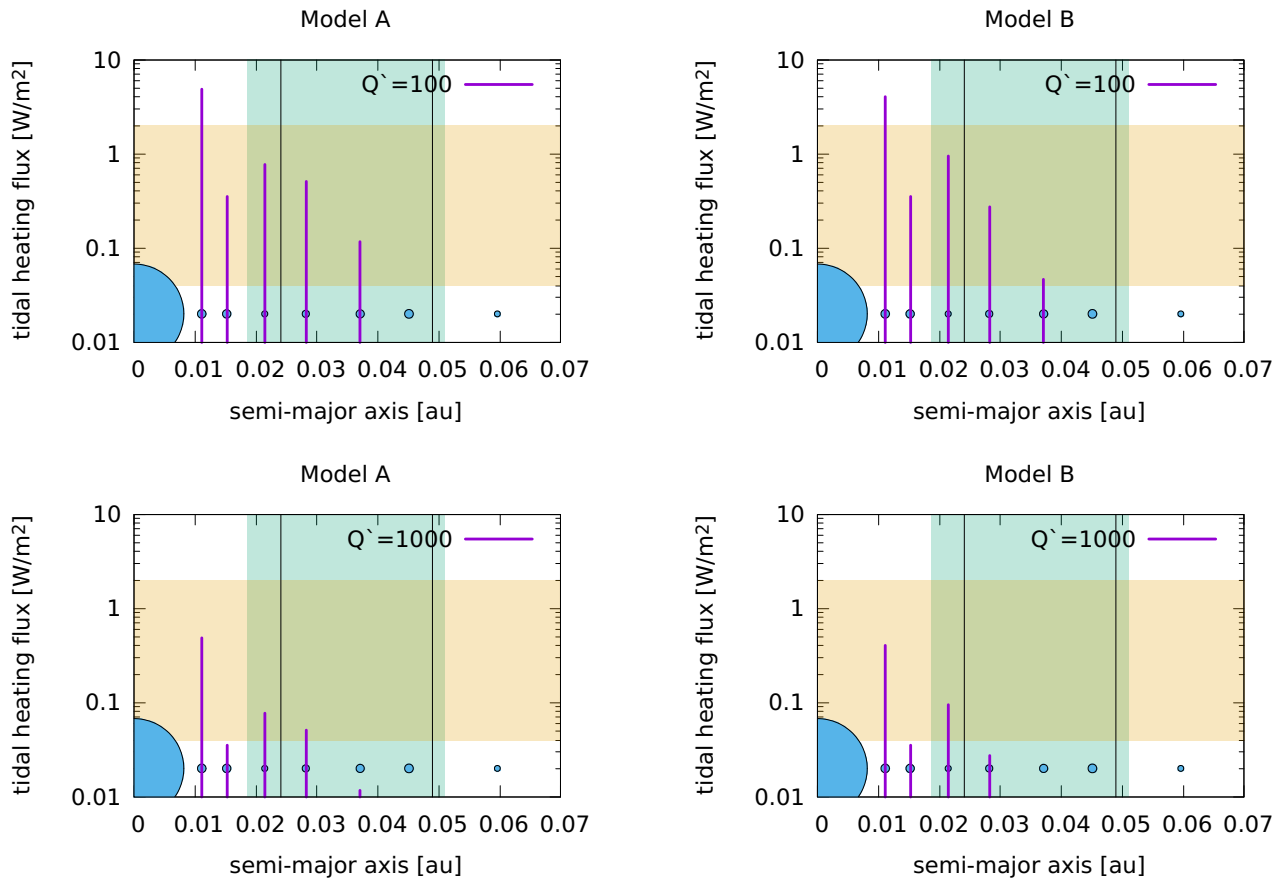 Model A
tidal heating flux [W/m²]
10
1
0.1
0.01
Q`=100
0 0.01 0.02 0.03 0.04 0.05 0.06 0.07
semi-major axis [au]
Model B
tidal heating flux [W/m²]
10
1
0.1
0.01
Q`=100
0 0.01 0.02 0.03 0.04 0.05 0.06 0.07
semi-major axis [au]
Model A
tidal heating flux [W/m²]
10
1
0.1
0.01
Q`=1000
0 0.01 0.02 0.03 0.04 0.05 0.06 0.07
semi-major axis [au]
Model B
tidal heating flux [W/m²]
10
1
0.1
0.01
Q`=1000
0 0.01 0.02 0.03 0.04 0.05 0.06 0.07
semi-major axis [au]